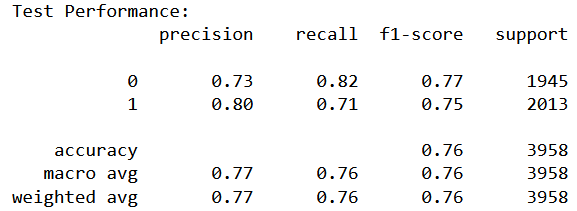 Test Performance:
precision recall f1-score support
0 0.73 0.82 0.77 1945
1 0.80 0.71 0.75 2013
accuracy 0.76 3958
macro avg 0.77 0.76 0.76 3958
weighted avg 0.77 0.76 0.76 3958